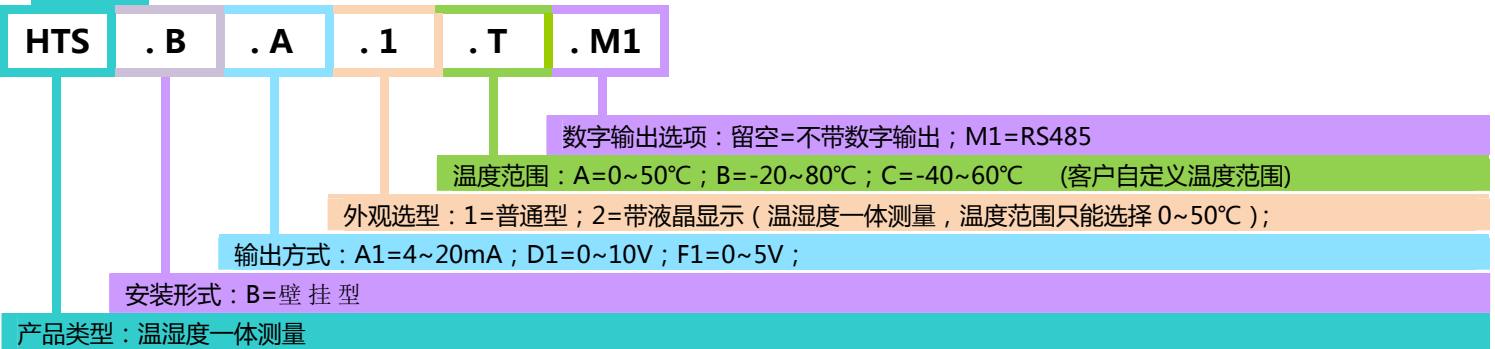 HTS .B .A .1 .T .M1
数字输出选项：留空=不带数字输出；M1=RS485
温度范围：A=0~50℃；B=-20~80℃；C=-40~60℃ (客户自定义温度范围)
外观选型：1=普通型；2=带液晶显示（温湿度一体测量，温度范围只能选择 0~50℃）；
输出方式：A1=4~20mA；D1=0~10V；F1=0~5V；
安装形式：B=壁 挂 型
产品类型：温湿度一体测量